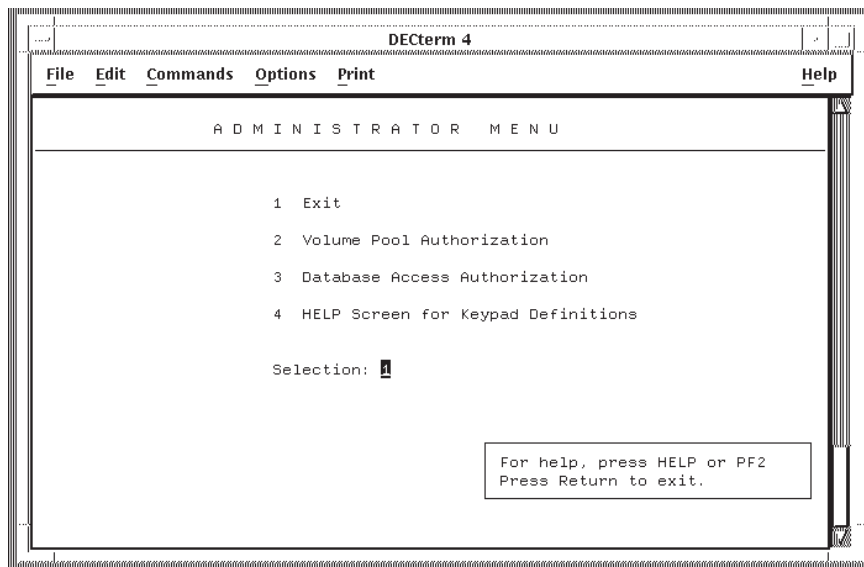 DECterm 4
File Edit Commands Options Print Help
A D M I N I S T R A T O R   M E N U
1 Exit
2 Volume Pool Authorization
3 Database Access Authorization
4 HELP Screen for Keypad Definitions
Selection: 1
For help, press HELP or PF2
Press Return to exit.